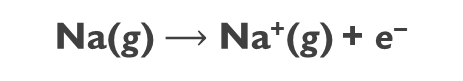 Na(g) ⟶ Na⁺(g) + e⁻